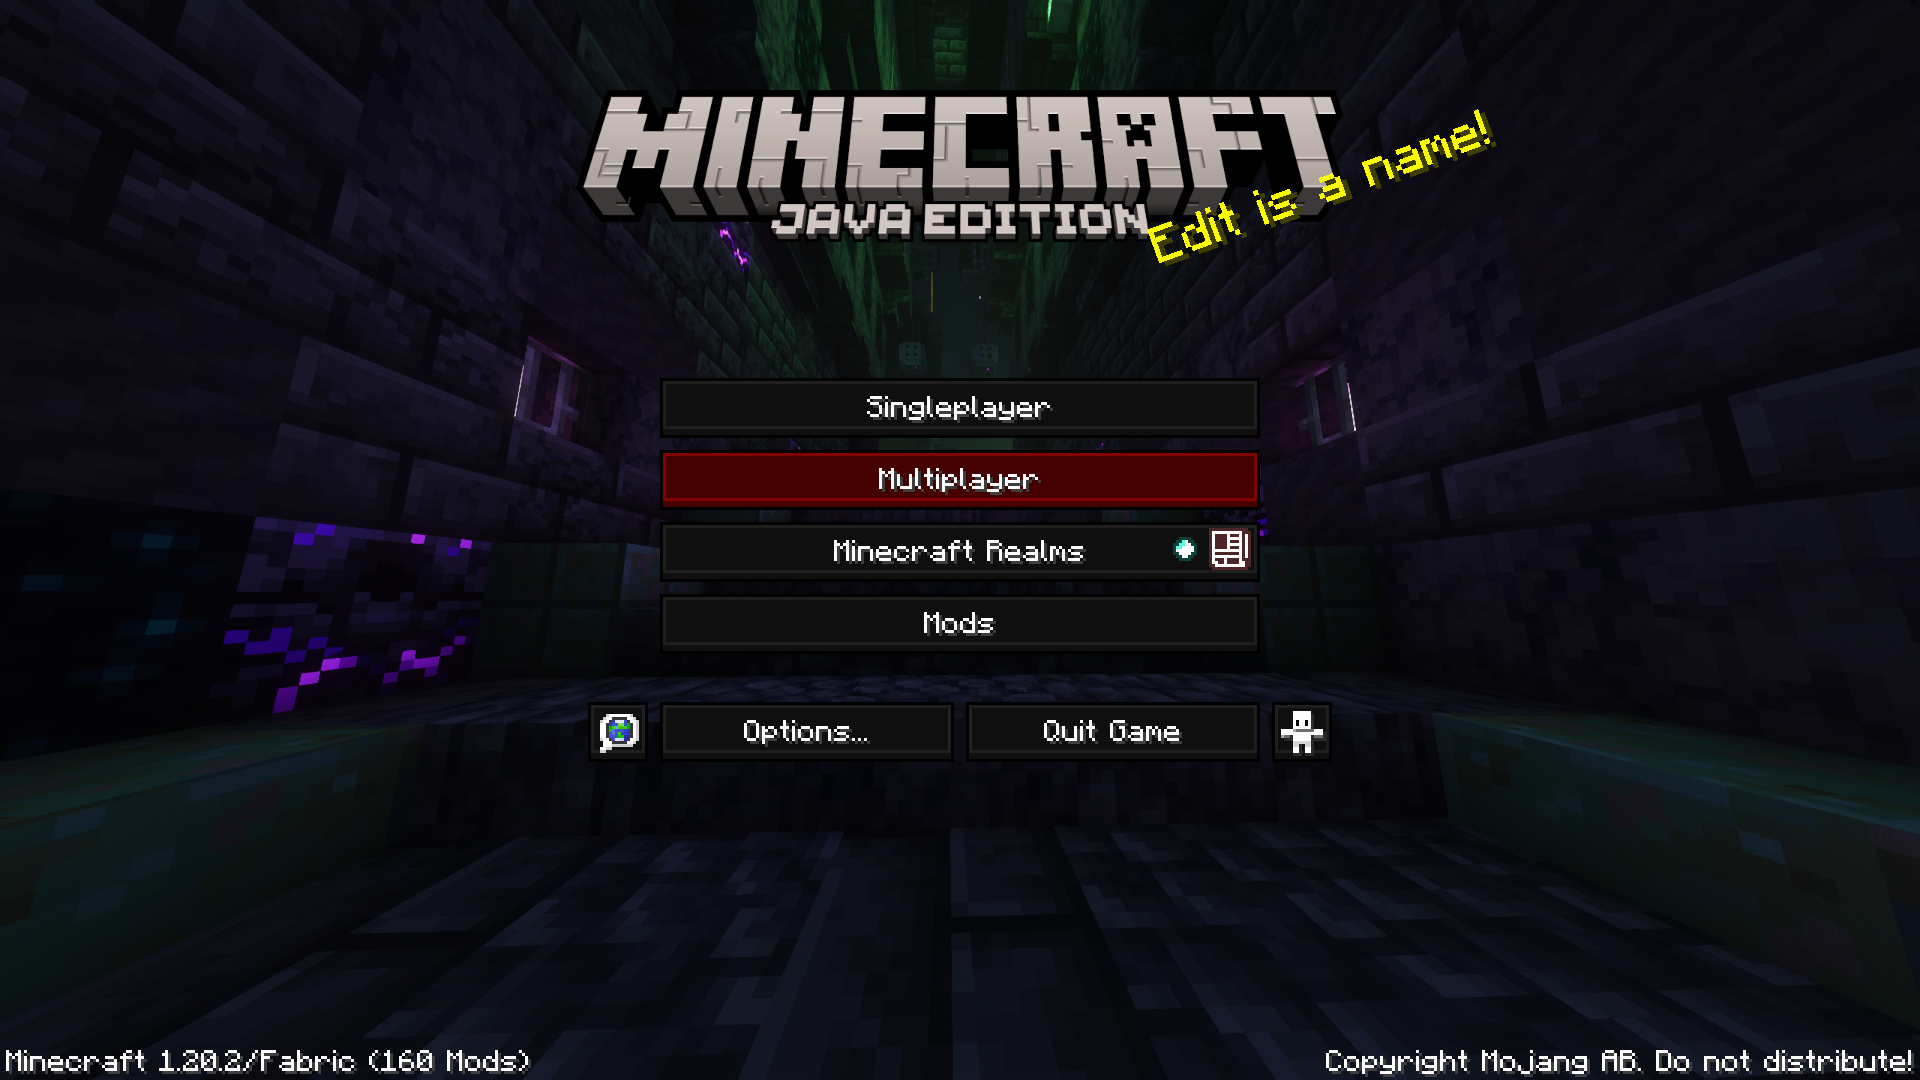 MINECRAFT
JAVA EDITION
Edit is a name!
Singleplayer
Multiplayer
Minecraft Realms
Mods
Options...
Quit Game
Minecraft 1.20.2/Fabric (160 Mods)
Copyright Mojang AB. Do not distribute!